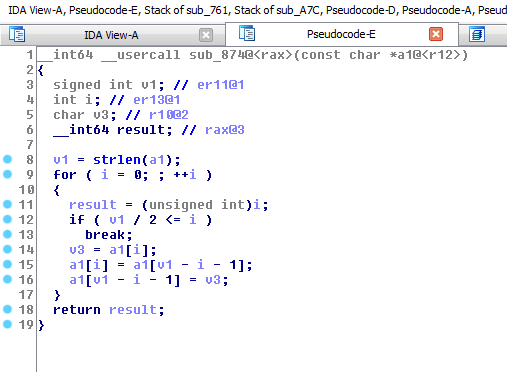 IDA View-A, Pseudocode-E, Stack of sub_761, Stack of sub_A7C, Pseudocode-D, Pseudocode-A, Pseud
IDA View-A Pseudocode-E
1 __int64 __usercall sub_874@<rax>(const char *a1@<r12>)
2 {
3 signed int v1; // er11@1
4 int i; // er13@1
5 char v3; // r10@2
6 __int64 result; // rax@3
7
8 v1 = strlen(a1);
9 for ( i = 0; ; ++i )
10 {
11 result = (unsigned int)i;
12 if ( v1 / 2 <= i )
13 break;
14 v3 = a1[i];
15 a1[i] = a1[v1 - i - 1];
16 a1[v1 - i - 1] = v3;
17 }
18 return result;
19 }